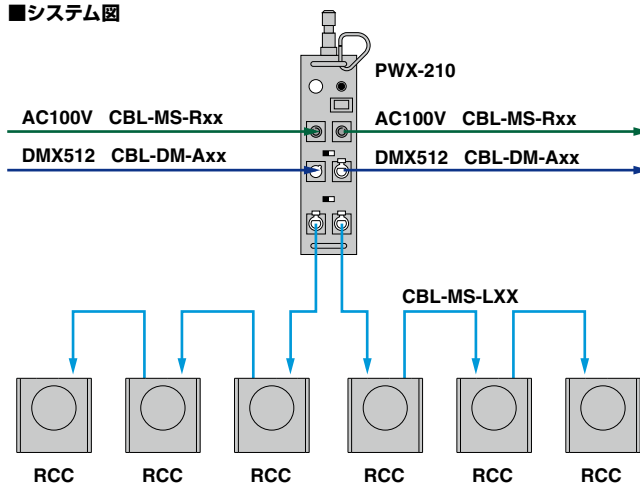 ■システム図
PWX-210
AC100V CBL-MS-Rxx
AC100V CBL-MS-Rxx
DMX512 CBL-DM-Axx
DMX512 CBL-DM-Axx
CBL-MS-LXX
RCC RCC RCC RCC RCC RCC